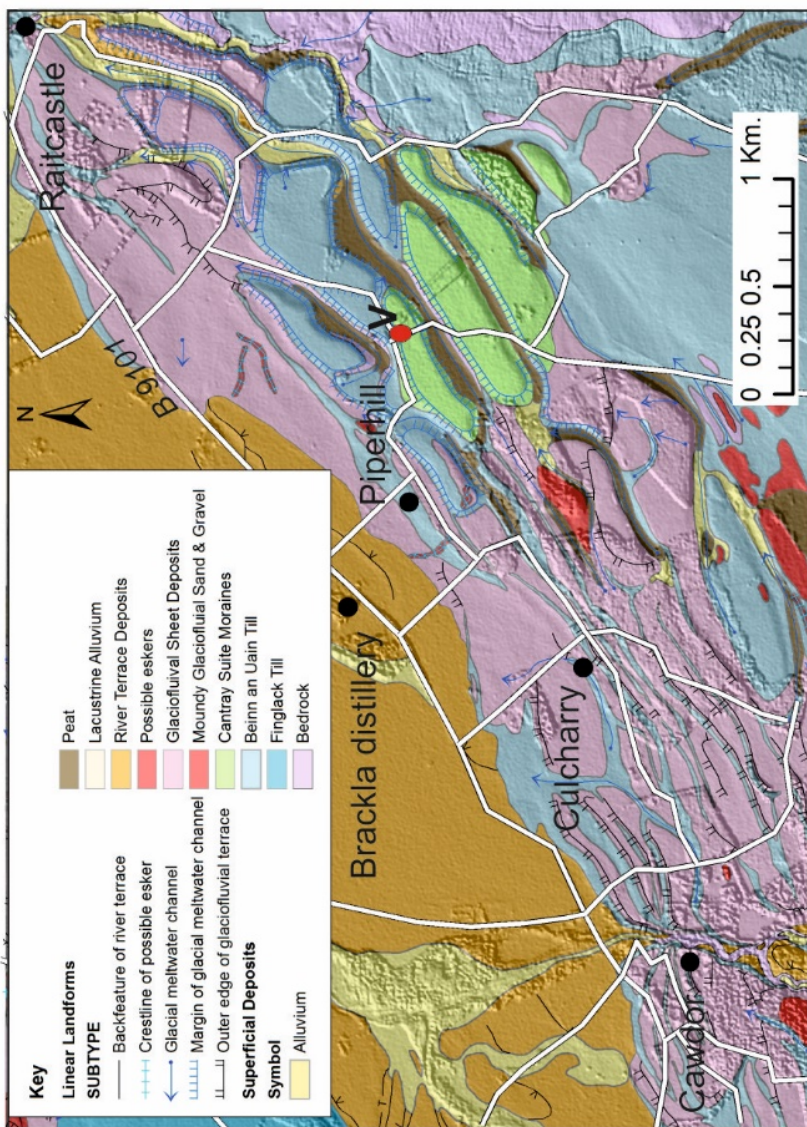 Key
Linear Landforms
SUBTYPE
Backfeature of river terrace
Crestline of possible esker
Glacial meltwater channel
Margin of glacial meltwater channel
Outer edge of glaciofluvial terrace
Superficial Deposits
Symbol
Alluvium
Peat
Lacustrine Alluvium
River Terrace Deposits
Possible eskers
Glaciofluvival Sheet Deposits
Moundy Glaciofluial Sand & Gravel
Cantray Suite Moraines
Beinn an Uain Till
Finglack Till
Bedrock
N
B 9101
Raitcastle
Piperhill
V
Brackla distillery
Culcharry
Cawdor
0 0.25 0.5 1 Km.